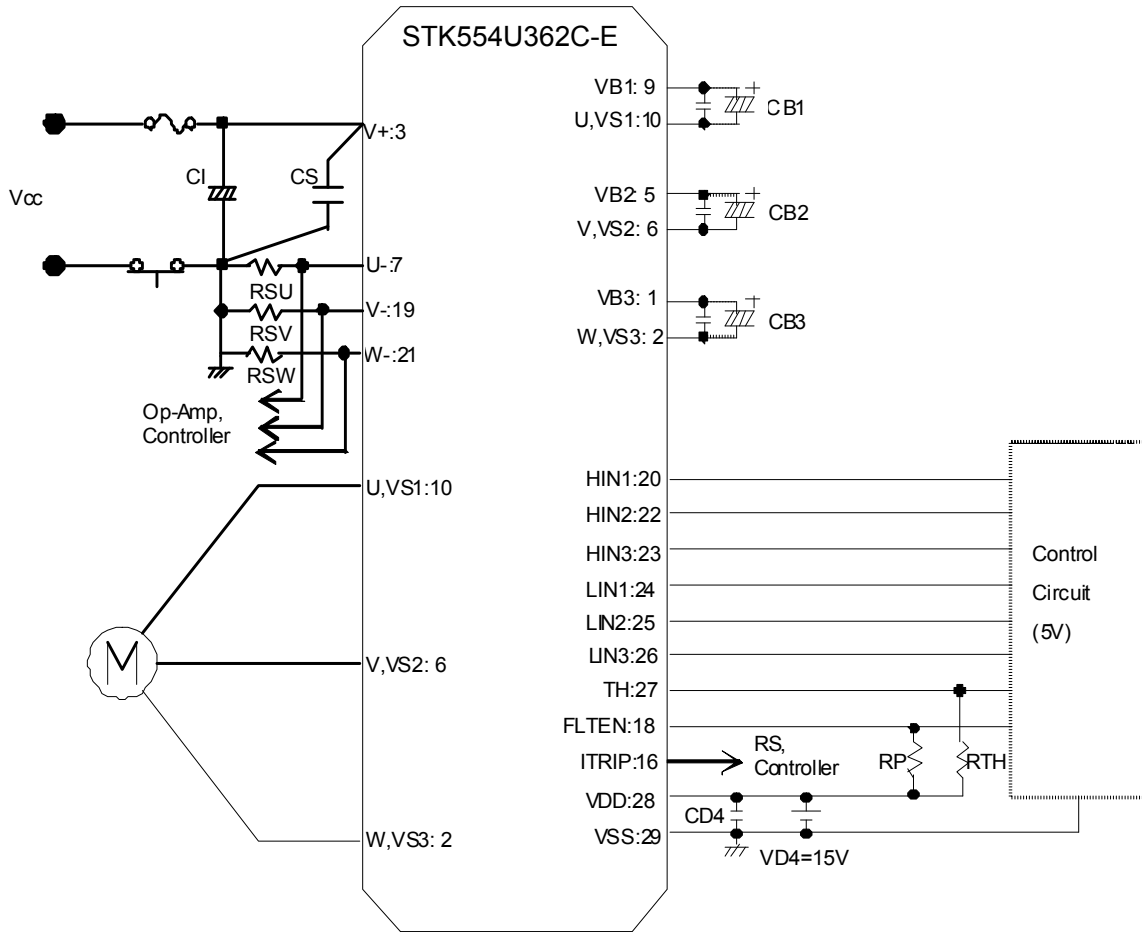 STK554U362C-E
VB1: 9
U,VS1:10
CB1
VB2: 5
V,VS2: 6
CB2
VB3: 1
W,VS3: 2
CB3
V+:3
CI
CS
Vcc
U-:7
RSU
V-:19
RSV
W-:21
RSW
Op-Amp,
Controller
U,VS1:10
M
V,VS2: 6
W,VS3: 2
HIN1:20
HIN2:22
HIN3:23
LIN1:24
LIN2:25
LIN3:26
TH:27
FLTEN:18
ITRIP:16
VDD:28
VSS:29
RS,
Controller
RP
RTH
CD4
VD4=15V
Control
Circuit
(5V)